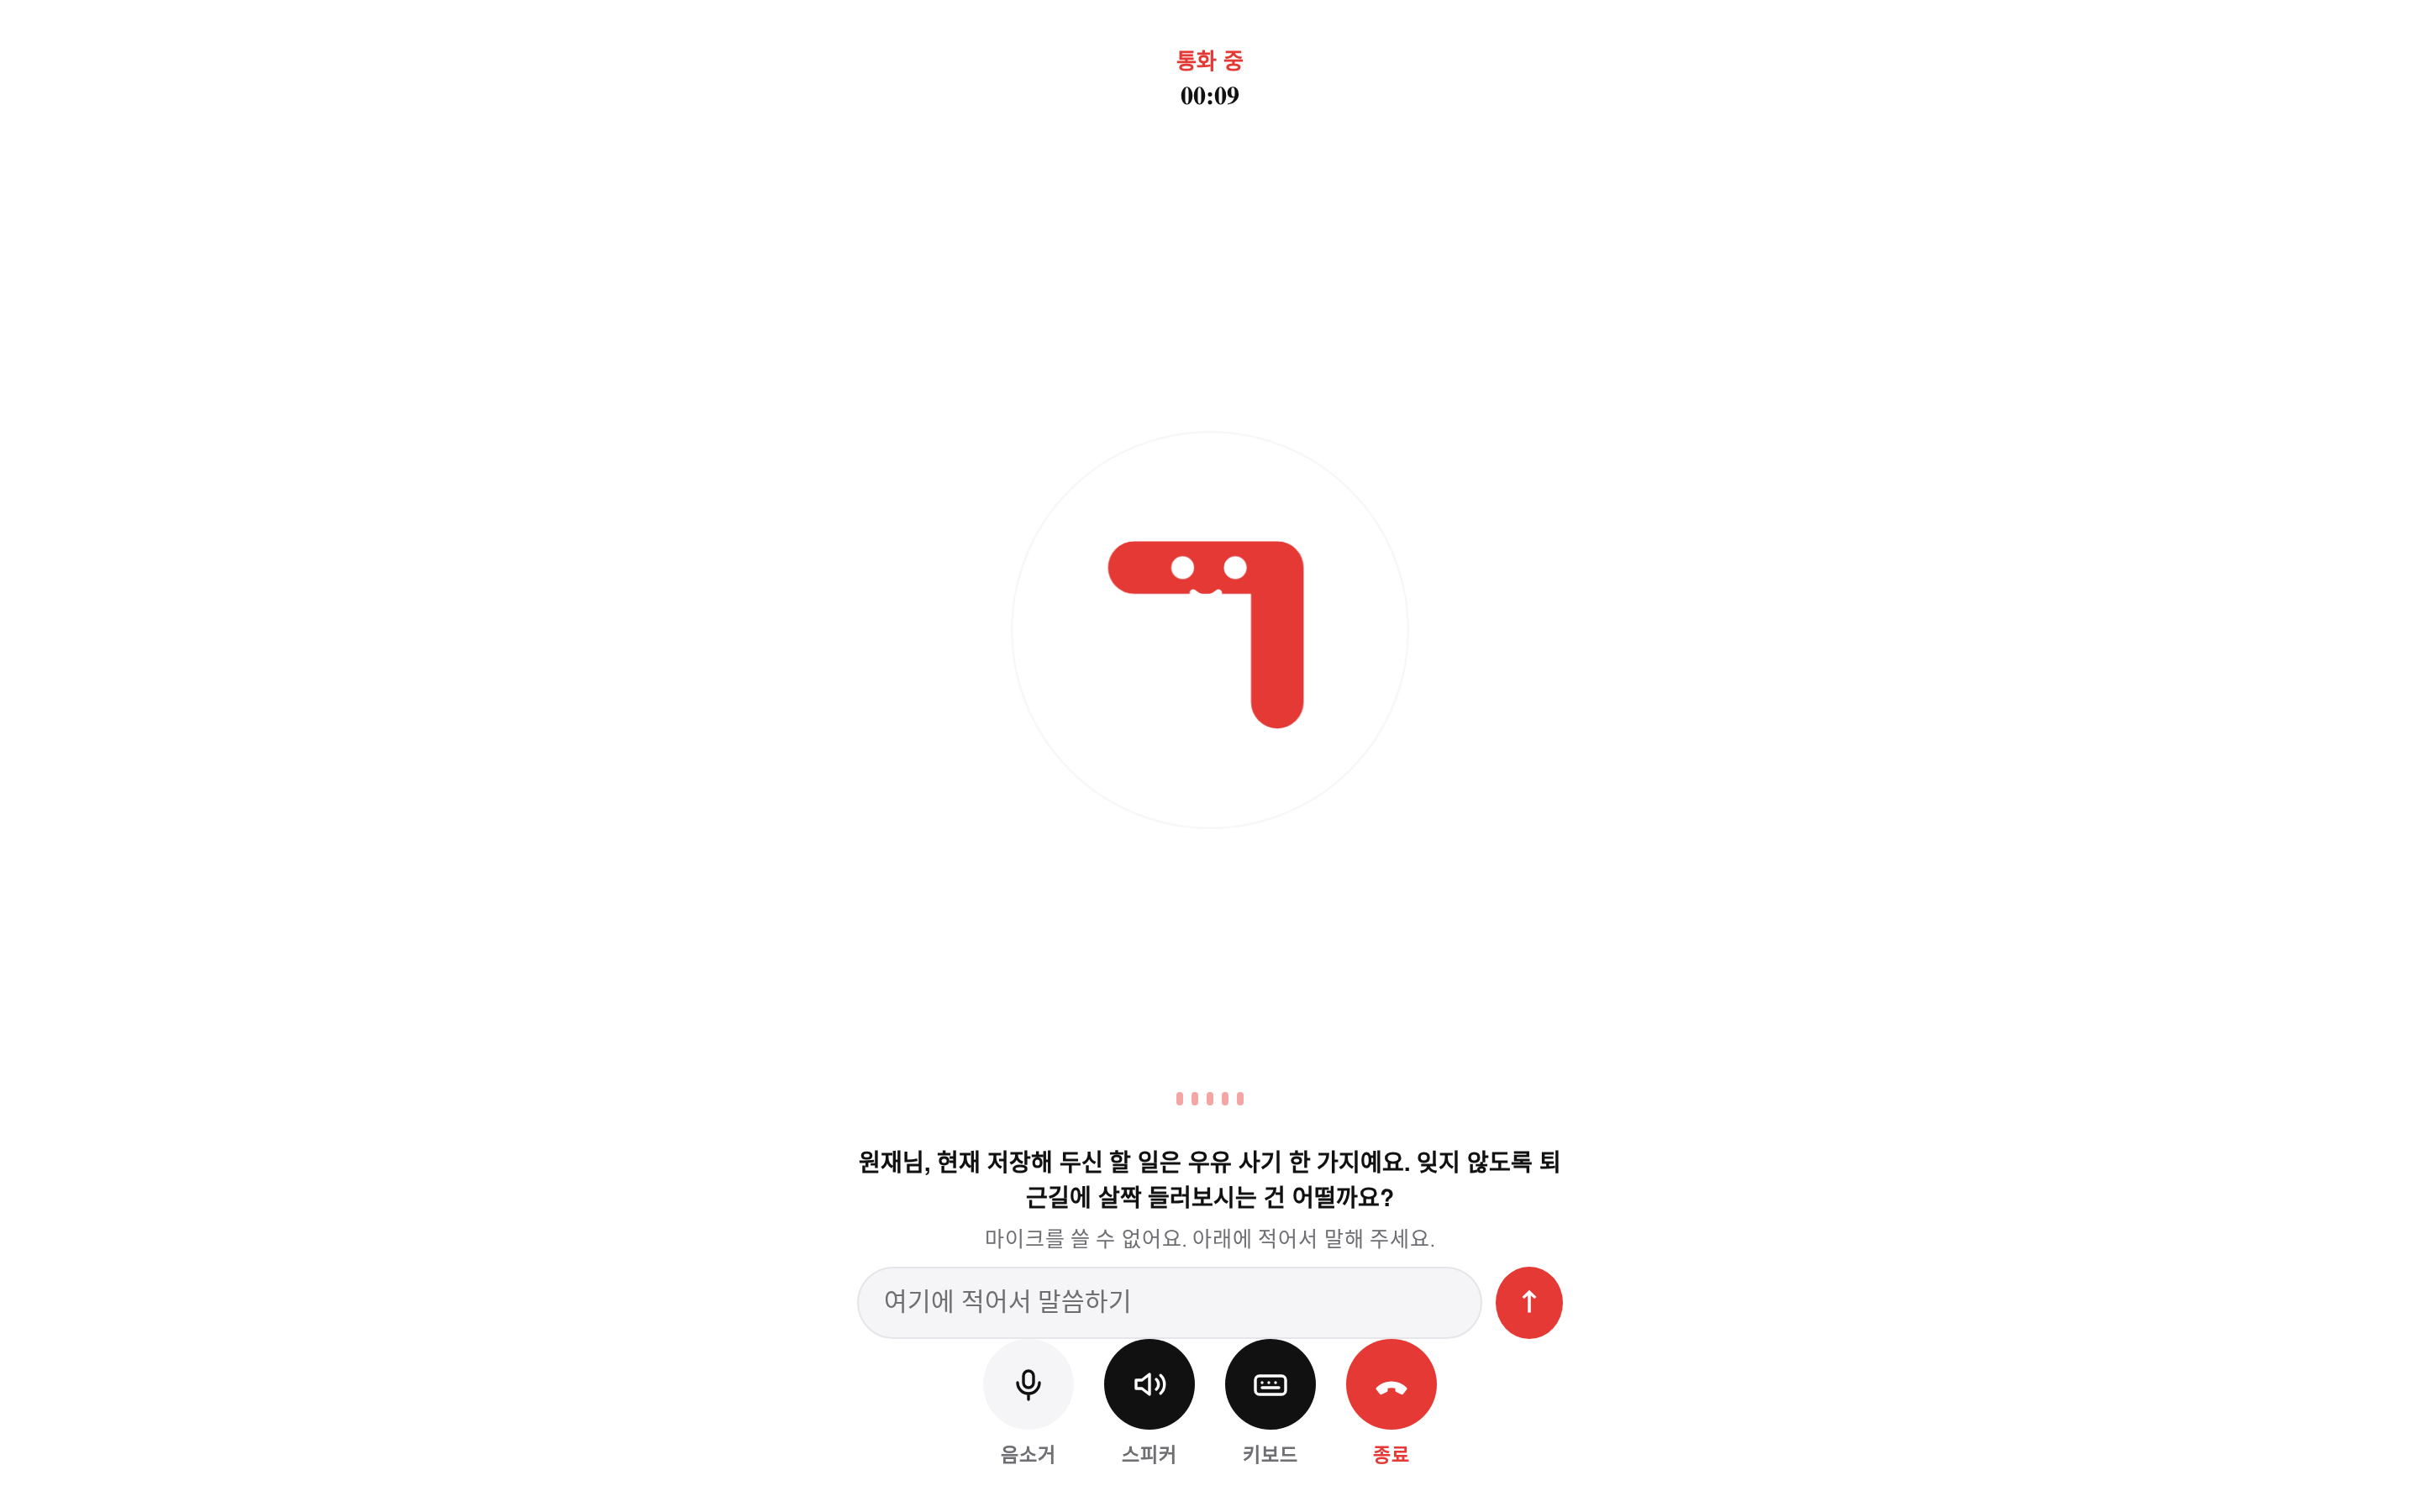 통화 중
00:09
원재님, 현재 저장해 두신 할 일은 우유 사기 한 가지예요. 잊지 않도록 퇴
근길에 살짝 들러보시는 건 어떨까요?
마이크를 쓸 수 없어요. 아래에 적어서 말해 주세요.
여기에 적어서 말씀하기
음소거 스피커 키보드 종료